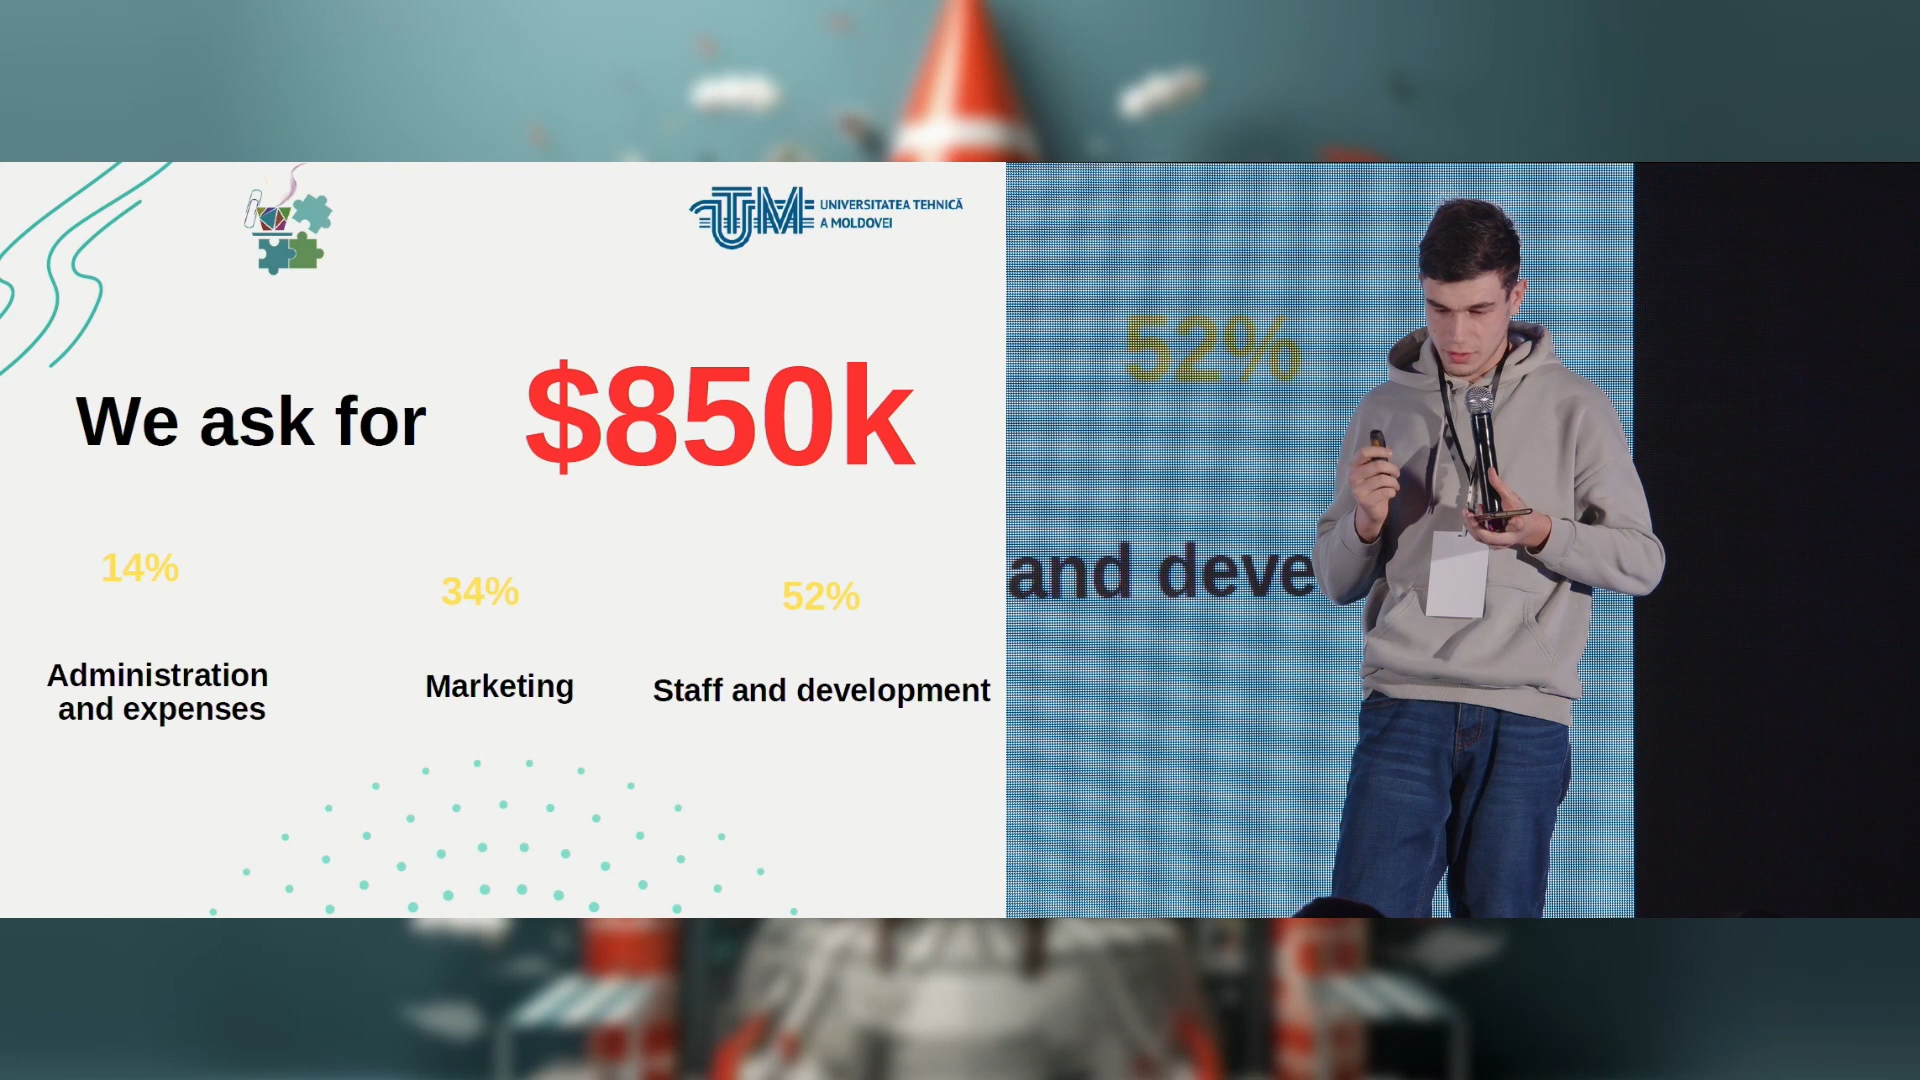 UNIVERSITATEA TEHNICĂ
A MOLDOVEI
We ask for
$850k
14%
34%
52%
Administration
and expenses
Marketing
Staff and development
52%
and deve